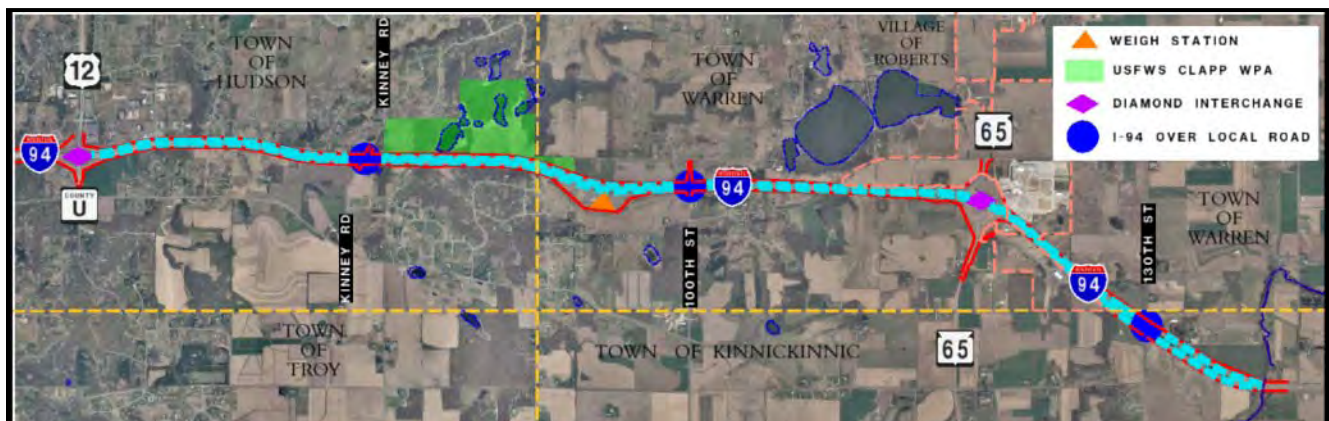 TOWN
OF
HUDSON
KINNEY RD
TOWN
OF
WARREN
VILLAGE
OF
ROBERTS
WEIGH STATION
USFWS CLAPP WPA
DIAMOND INTERCHANGE
I-94 OVER LOCAL ROAD
12
94
COUNTY
U
94
65
94
KINNEY RD
100TH ST
130TH ST
TOWN
OF
WARREN
TOWN
OF
TROY
TOWN OF KINNICKINNIC
65